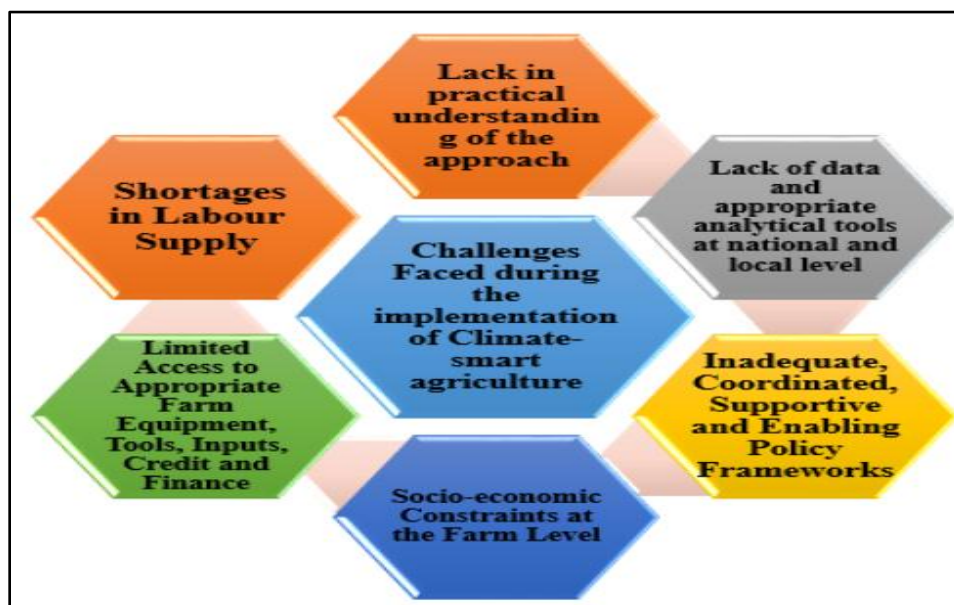 Lack in
practical
understandin
g of the
approach
Shortages
in Labour
Supply
Lack of data
and
appropriate
analytical tools
at national and
local level
Challenges
Faced during
the
implementation
of Climate-
smart
agriculture
Limited
Access to
Appropriate
Farm
Equipment,
Tools, Inputs,
Credit and
Finance
Inadequate,
Coordinated,
Supportive
and Enabling
Policy
Frameworks
Socio-economic
Constraints at
the Farm Level